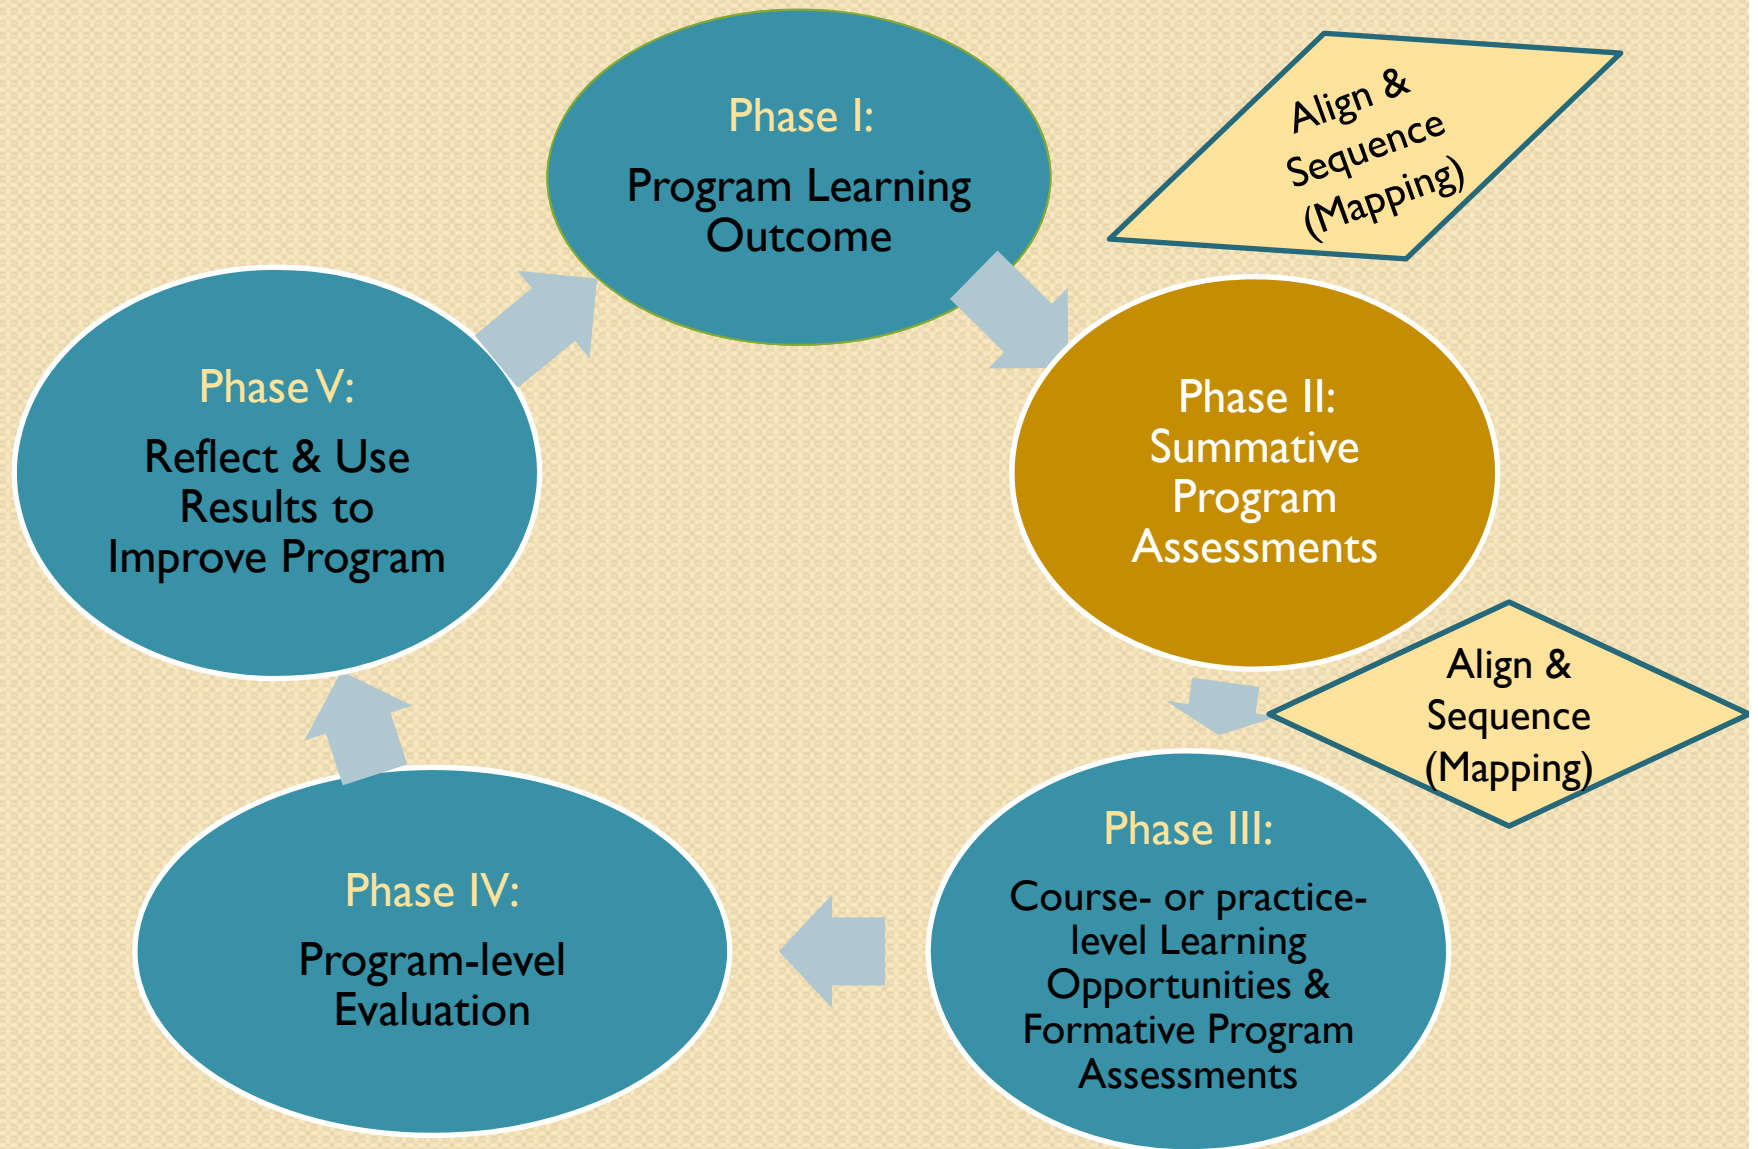 Phase I:
Program Learning
Outcome
Align &
Sequence
(Mapping)
Phase II:
Summative
Program
Assessments
Align &
Sequence
(Mapping)
Phase III:
Course- or practice-
level Learning
Opportunities &
Formative Program
Assessments
Phase IV:
Program-level
Evaluation
Phase V:
Reflect & Use
Results to
Improve Program